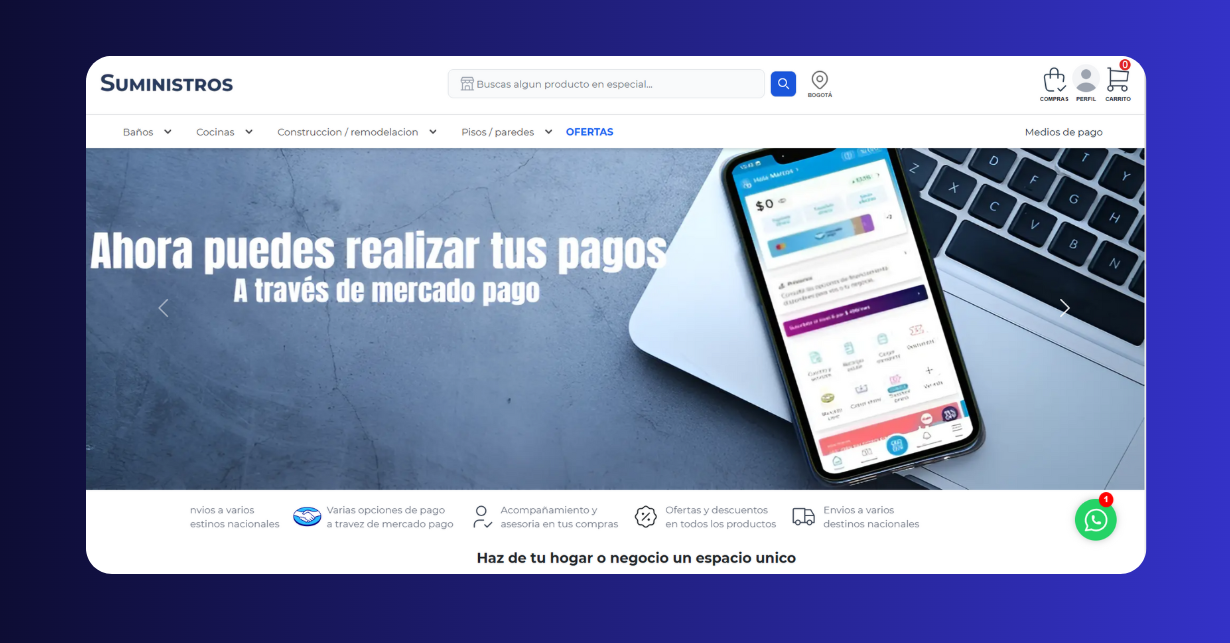 SUMINISTROS
Buscas algun producto en especial...
BOGOTÁ
0
COMPRAS PERFIL CARRITO
Baños Cocinas Construccion / remodelacion Pisos / paredes OFERTAS Medios de pago
Ahora puedes realizar tus pagos
A través de mercado pago
Hola Marcos
$0
Z X C V B N
D F G H
T Y
nvios a varios
estinos nacionales
Varias opciones de pago
a travez de mercado pago
Acompañamiento y
asesoria en tus compras
Ofertas y descuentos
en todos los productos
Envios a varios
destinos nacionales
1
Haz de tu hogar o negocio un espacio unico